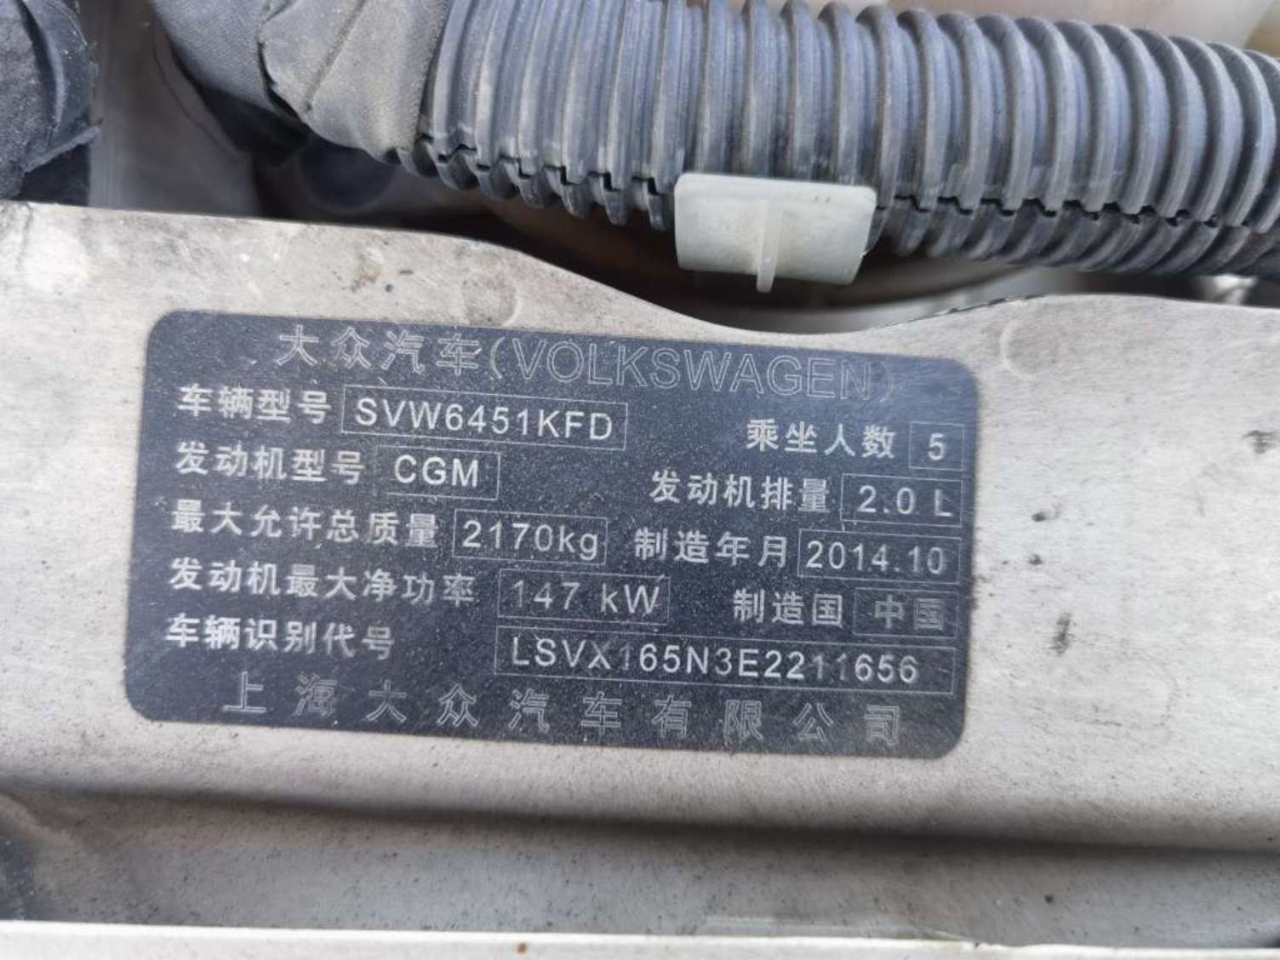 大众汽车(VOLKSWAGEN)
车辆型号 SVW6451KFD 乘坐人数 5
发动机型号 CGM 发动机排量 2.0 L
最大允许总质量 2170kg 制造年月 2014.10
发动机最大净功率 147 kW 制造国 中国
车辆识别代号 LSVX165N3E2211656
上海大众汽车有限公司